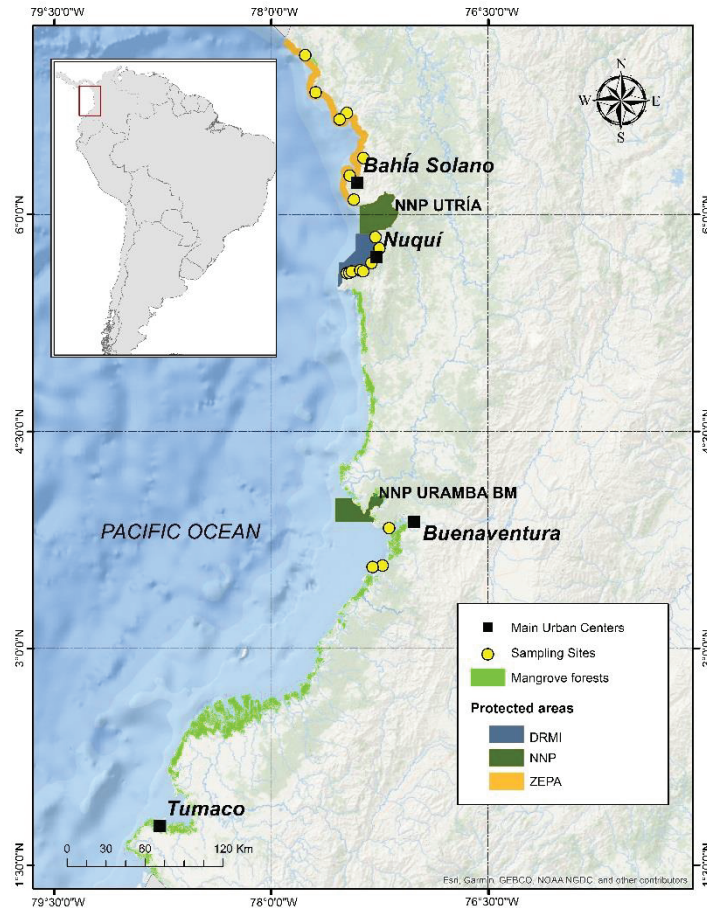 79°30'0"W 78°0'0"W 76°30'0"W
N
W E
S
Bahía Solano
NNP UTRÍA
6°0'0"N 6°0'0"N
Nuquí
4°30'0"N 4°30'0"N
NNP URAMBA BM
PACIFIC OCEAN
Buenaventura
Main Urban Centers
Sampling Sites
3°0'0"N 3°0'0"N
Mangrove forests
Protected areas
DRMI
NNP
ZEPA
Tumaco
0 30 60 120 Km
1°30'0"N 1°30'0"N
Esri, Garmin, GEBCO, NOAA NGDC, and other contributors
79°30'0"W 78°0'0"W 76°30'0"W